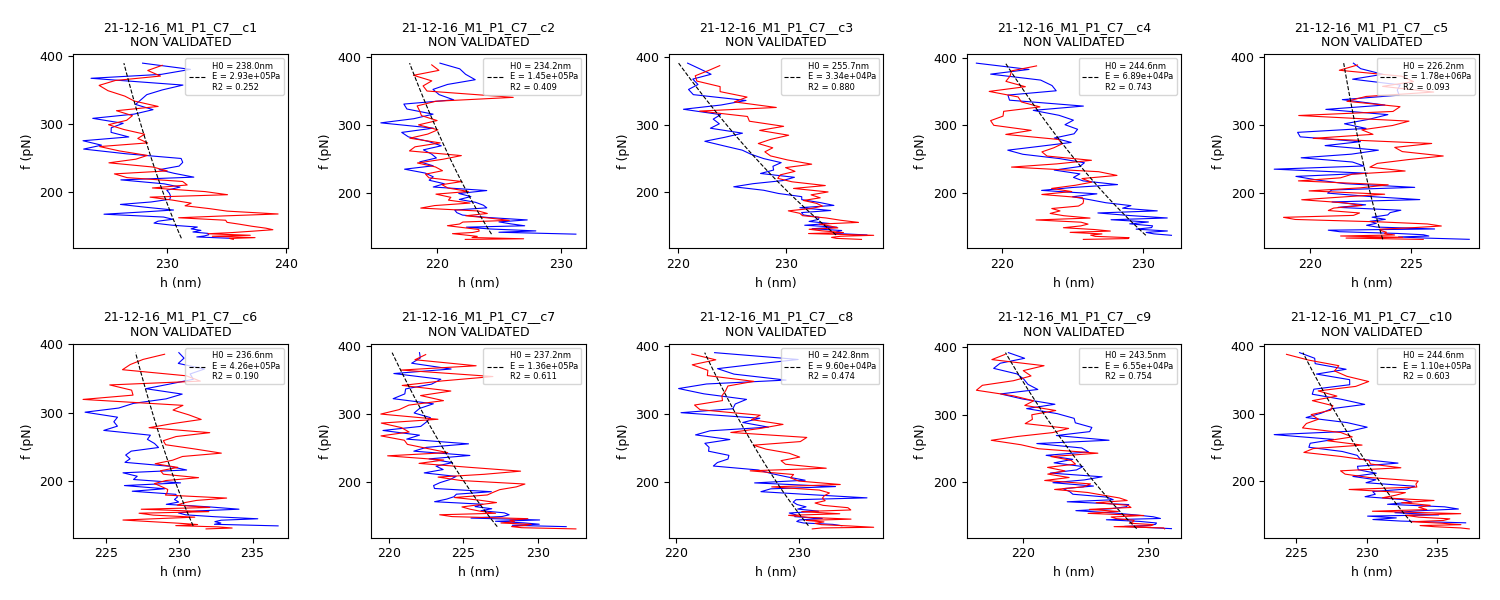 21-12-16_M1_P1_C7__c1
NON VALIDATED
H0 = 238.0nm
E = 2.93e+05Pa
R2 = 0.252
400
300
200
f (pN)
230
240
h (nm)
21-12-16_M1_P1_C7__c2
NON VALIDATED
H0 = 234.2nm
E = 1.45e+05Pa
R2 = 0.409
400
300
200
f (pN)
220
230
h (nm)
21-12-16_M1_P1_C7__c3
NON VALIDATED
H0 = 255.7nm
E = 3.34e+04Pa
R2 = 0.880
400
300
200
f (pN)
220
230
h (nm)
21-12-16_M1_P1_C7__c4
NON VALIDATED
H0 = 244.6nm
E = 6.89e+04Pa
R2 = 0.743
400
300
200
f (pN)
220
230
h (nm)
21-12-16_M1_P1_C7__c5
NON VALIDATED
H0 = 226.2nm
E = 1.78e+06Pa
R2 = 0.093
400
300
200
f (pN)
220
225
h (nm)
21-12-16_M1_P1_C7__c6
NON VALIDATED
H0 = 236.6nm
E = 4.26e+05Pa
R2 = 0.190
400
300
200
f (pN)
225
230
235
h (nm)
21-12-16_M1_P1_C7__c7
NON VALIDATED
H0 = 237.2nm
E = 1.36e+05Pa
R2 = 0.611
400
300
200
f (pN)
220
225
230
h (nm)
21-12-16_M1_P1_C7__c8
NON VALIDATED
H0 = 242.8nm
E = 9.60e+04Pa
R2 = 0.474
400
300
200
f (pN)
220
230
h (nm)
21-12-16_M1_P1_C7__c9
NON VALIDATED
H0 = 243.5nm
E = 6.55e+04Pa
R2 = 0.754
400
300
200
f (pN)
220
230
h (nm)
21-12-16_M1_P1_C7__c10
NON VALIDATED
H0 = 244.6nm
E = 1.10e+05Pa
R2 = 0.603
400
300
200
f (pN)
225
230
235
h (nm)